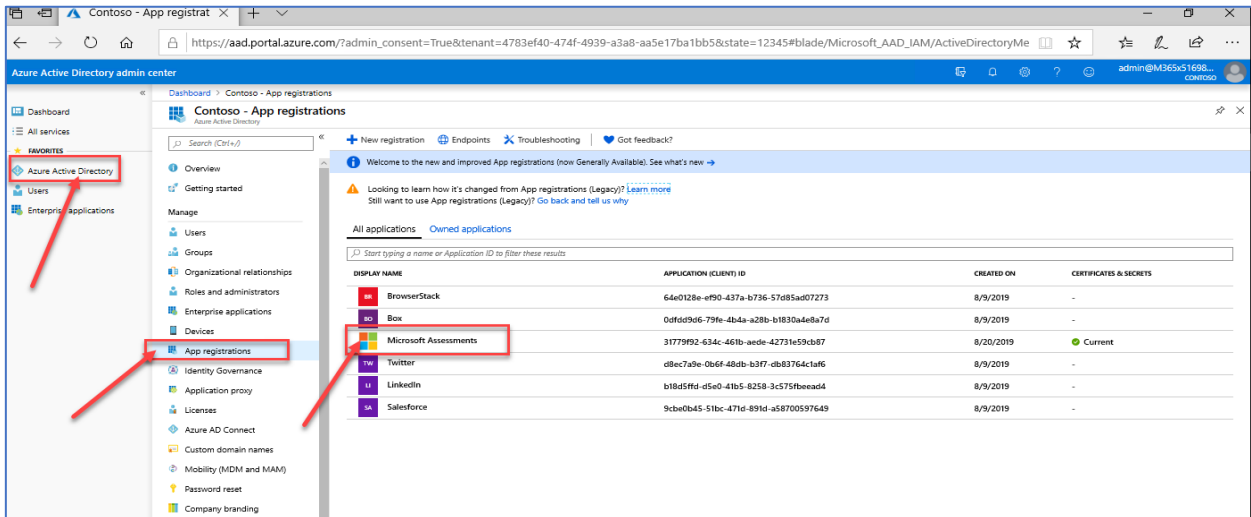 Contoso - App registrat
https://aad.portal.azure.com/?admin_consent=True&tenant=4783ef40-474f-4939-a3a8-aa5e17ba1bb5&state=12345#blade/Microsoft_AAD_IAM/ActiveDirectoryMe
Azure Active Directory admin center
admin@M365x51698...
CONTOSO
Dashboard > Contoso - App registrations
Dashboard
All services
FAVORITES
Azure Active Directory
Users
Enterprise applications
Contoso - App registrations
Azure Active Directory
Search (Ctrl+/)
Overview
Getting started
Manage
Users
Groups
Organizational relationships
Roles and administrators
Enterprise applications
Devices
App registrations
Identity Governance
Application proxy
Licenses
Azure AD Connect
Custom domain names
Mobility (MDM and MAM)
Password reset
Company branding
New registration Endpoints Troubleshooting Got feedback?
Welcome to the new and improved App registrations (now Generally Available). See what's new →
Looking to learn how it's changed from App registrations (Legacy)? Learn more
Still want to use App registrations (Legacy)? Go back and tell us why
All applications Owned applications
Start typing a name or Application ID to filter these results
DISPLAY NAME APPLICATION (CLIENT) ID CREATED ON CERTIFICATES & SECRETS
BR BrowserStack 64e0128e-ef90-437a-b736-57d85ad07273 8/9/2019 -
BO Box 0dfdd9d6-79fe-4b4a-a28b-b1830a4e8a7d 8/9/2019 -
Microsoft Assessments 31779f92-634c-461b-aede-42731e59cb87 8/20/2019 Current
TW Twitter d8ec7a9e-0b6f-48db-b3f7-db83764c1af6 8/9/2019 -
LI LinkedIn b18d5ffd-d5e0-41b5-8258-3c575fbeead4 8/9/2019 -
SA Salesforce 9cbe0b45-51bc-471d-891d-a58700597649 8/9/2019 -